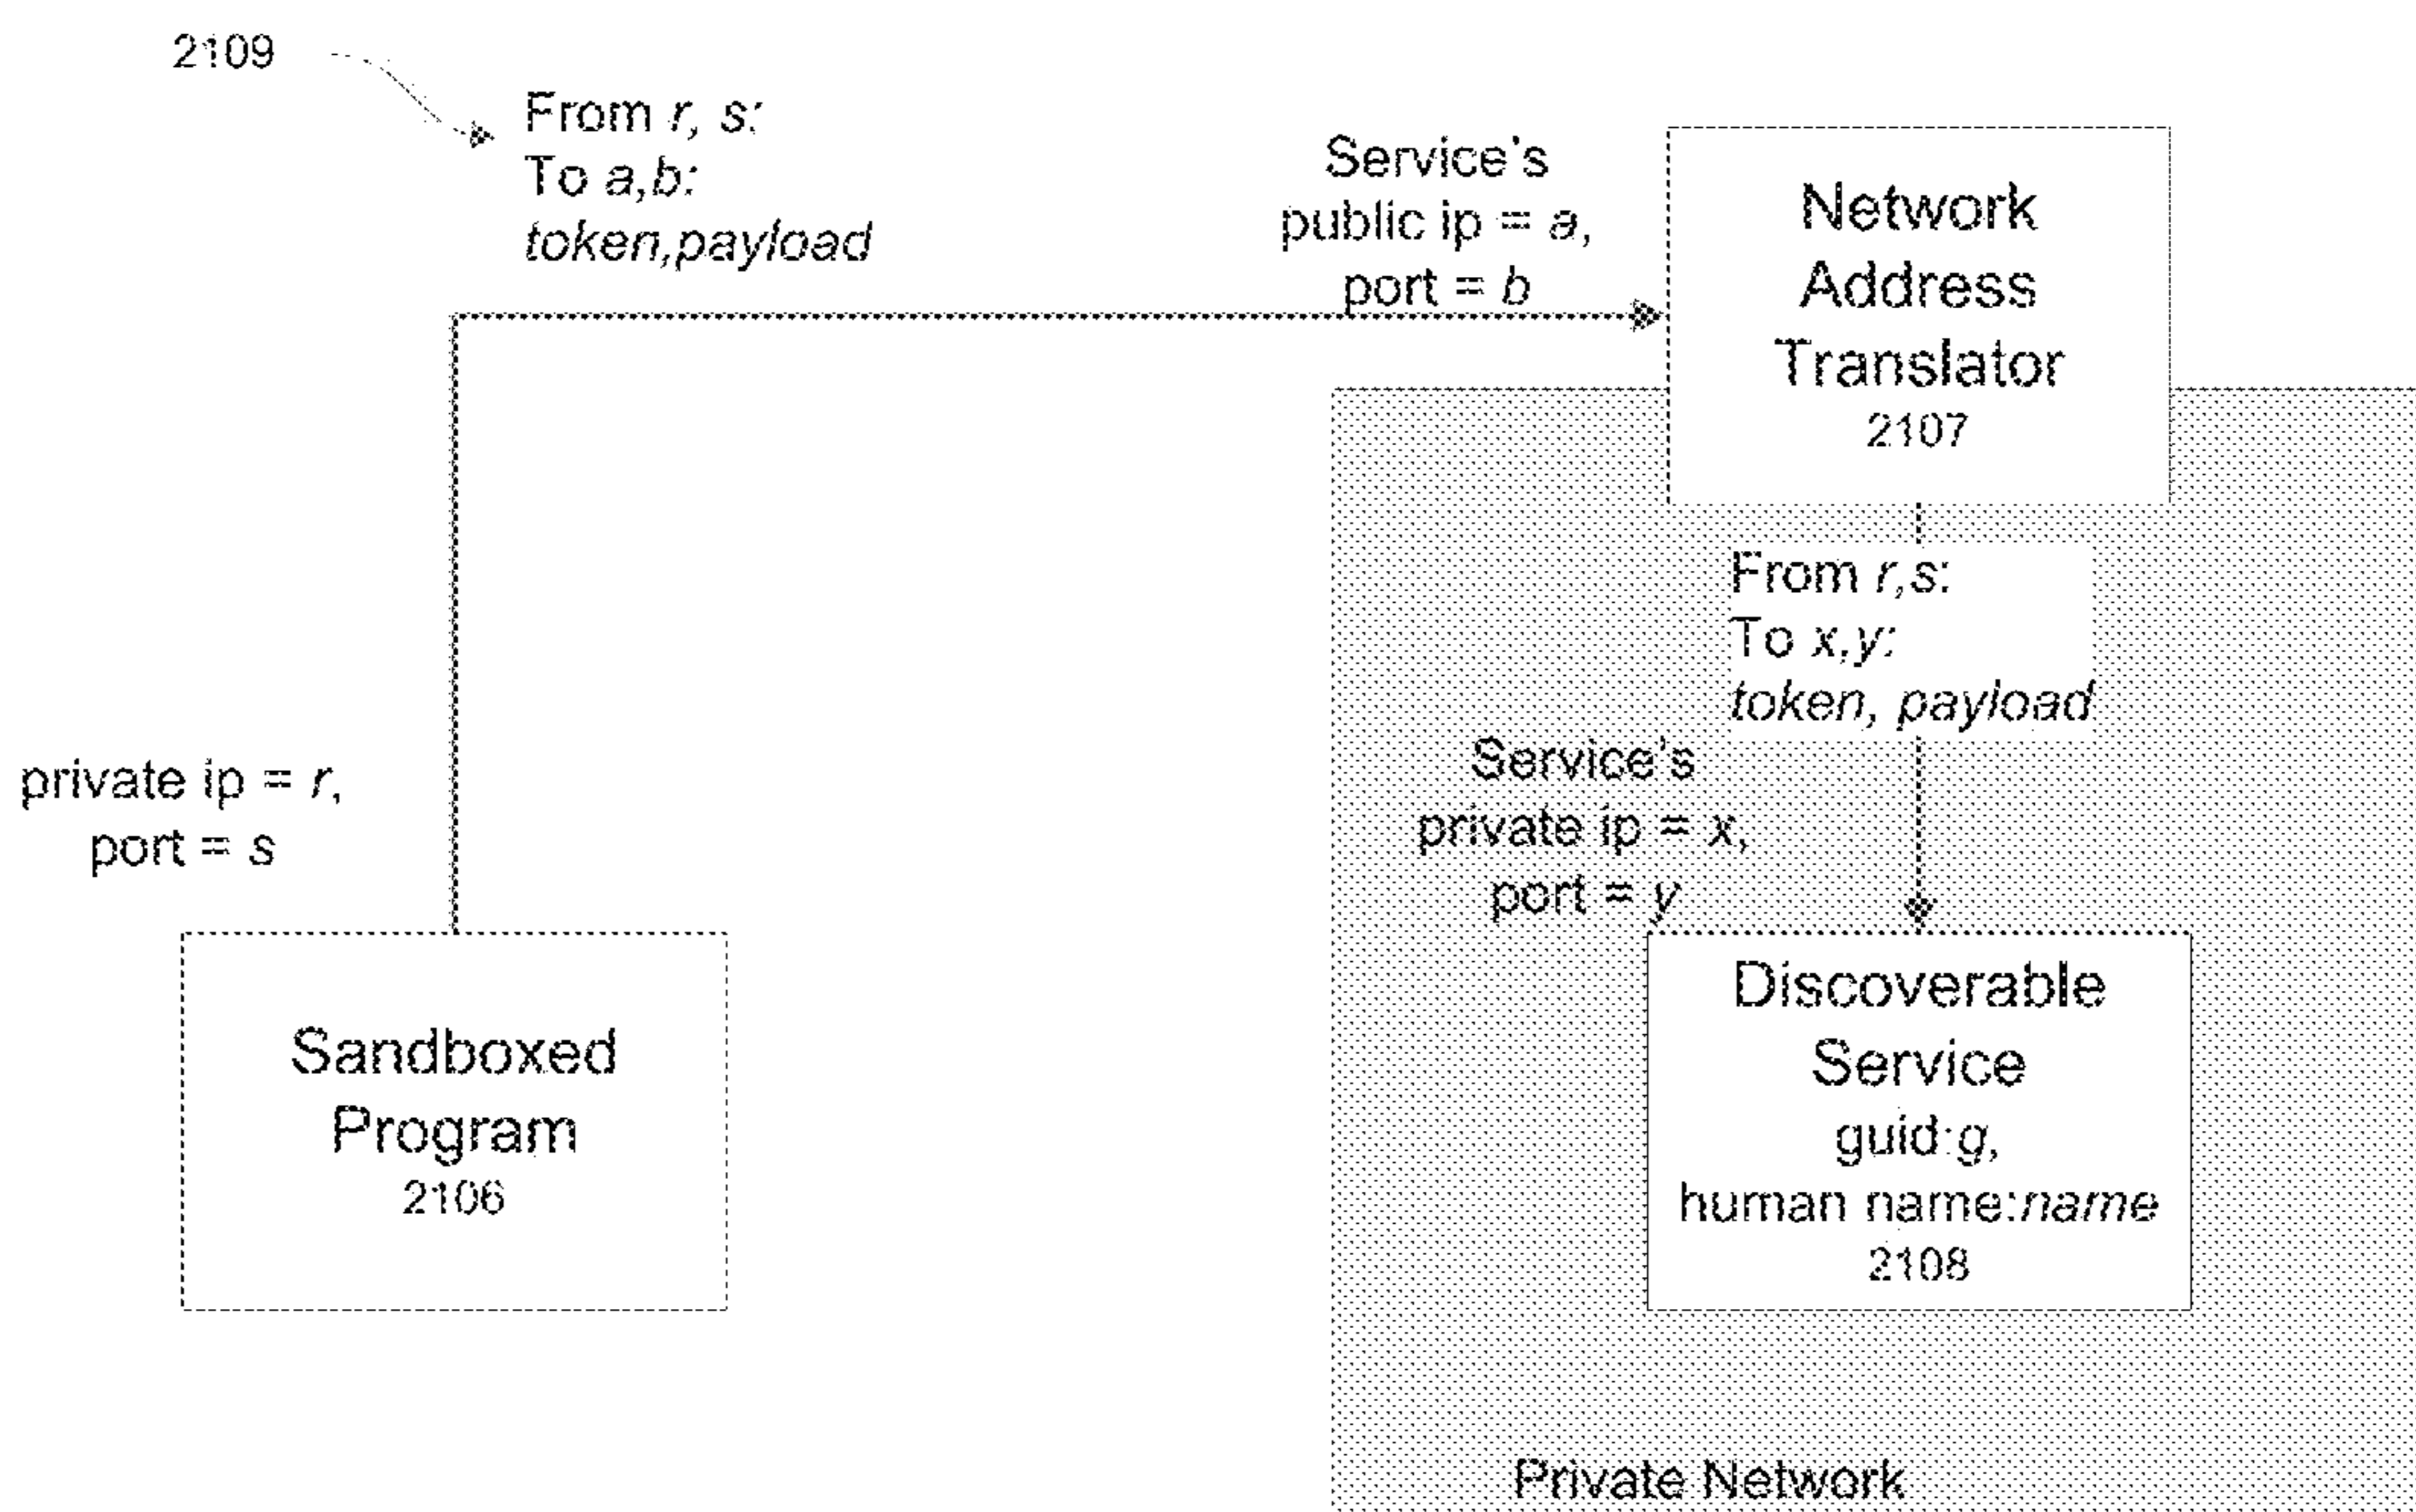 2109
From r, s:
To a,b:
token,payload
Service's
public ip = a,
port = b
Network
Address
Translator
2107
From r,s:
To x,y:
token, payload
private ip = r,
port = s
Service's
private ip = x,
port = y
Sandboxed
Program
2106
Discoverable
Service
guid:g,
human name:name
2108
Private Network